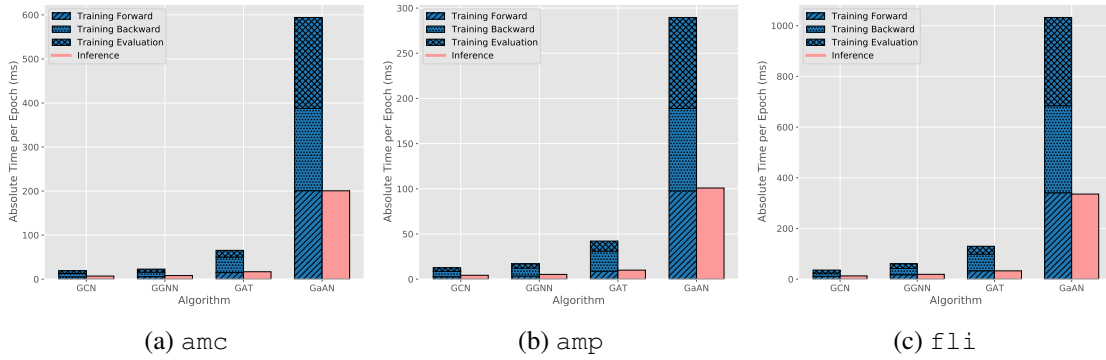 Absolute Time per Epoch (ms)
600
500
400
300
200
100
0
Training Forward
Training Backward
Training Evaluation
Inference
GCN
GGNN
GAT
GaAN
Algorithm
(a) amc
Absolute Time per Epoch (ms)
300
250
200
150
100
50
0
Training Forward
Training Backward
Training Evaluation
Inference
GCN
GGNN
GAT
GaAN
Algorithm
(b) amp
Absolute Time per Epoch (ms)
1000
800
600
400
200
0
Training Forward
Training Backward
Training Evaluation
Inference
GCN
GGNN
GAT
GaAN
Algorithm
(c) fli